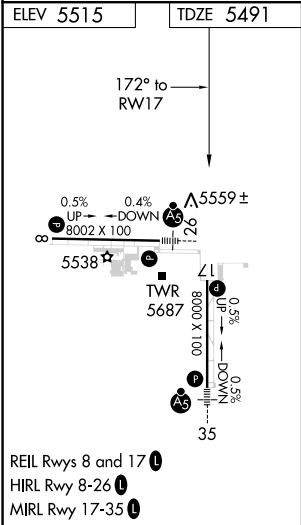 ELEV 5515
TDZE 5491
172° to
RW17
5559 ±
0.5% 0.4%
UP DOWN
8002 X 100
P
A5
8
26
5538
P
TWR
5687
17
P
0.5%
UP
8000 X 100
DOWN
0.5%
P
A5
35
REIL Rwys 8 and 17 L
HIRL Rwy 8-26 L
MIRL Rwy 17-35 L